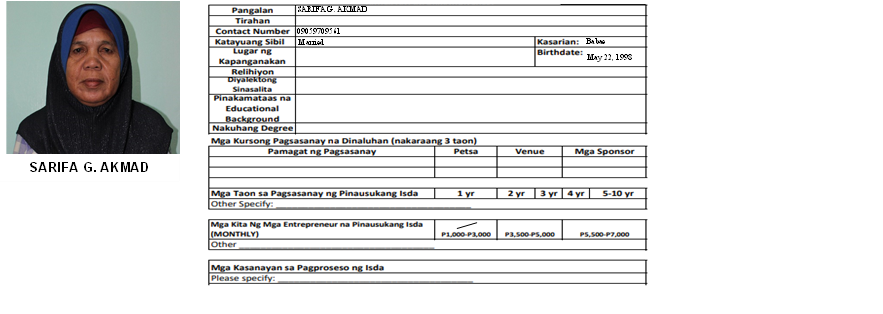 SARIFA G. AKMAD
Pangalan SARIFA G. AKMAD
Tirahan
Contact Number 09059709561
Katayuang Sibil Married Kasarian: Babae
Lugar ng Kapanganakan Birthdate: May 22, 1998
Relihiyon
Diyalektong Sinasalita
Pinakamataas na Educational Background
Nakuhang Degree
Mga Kursong Pagsasanay na Dinaluhan (nakaraang 3 taon)
Pamagat ng Pagsasanay Petsa Venue Mga Sponsor
Mga Taon sa Pagsasanay ng Pinausukang Isda 1 yr 2 yr 3 yr 4 yr 5-10 yr
Other Specify:
Mga Kita Ng Mga Entrepreneur na Pinausukang Isda
(MONTHLY) P1,000-P3,000 P3,500-P5,000 P5,500-P7,000
Other
Mga Kasanayan sa Pagproseso ng Isda
Please specify: